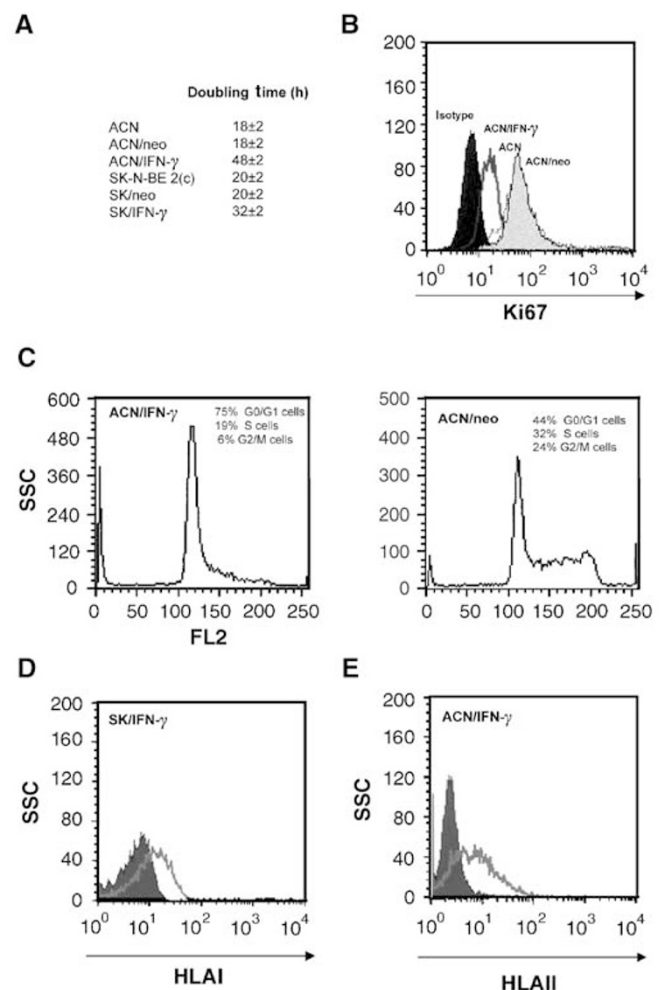 A
Doubling time (h)
ACN 18±2
ACN/neo 18±2
ACN/IFN-γ 48±2
SK-N-BE 2(c) 20±2
SK/neo 20±2
SK/IFN-γ 32±2
B
200
160
120
80
40
0
Isotype
ACN/IFN-γ
ACN
ACN/neo
10⁰ 10¹ 10² 10³ 10⁴
Ki67
C
SSC
600
480
360
240
120
0
ACN/IFN-γ
75% G0/G1 cells
19% S cells
6% G2/M cells
0 50 100 150 200 250
FL2
500
400
300
200
100
0
ACN/neo
44% G0/G1 cells
32% S cells
24% G2/M cells
0 50 100 150 200 250
D
SSC
200
160
120
80
40
0
SK/IFN-γ
10⁰ 10¹ 10² 10³ 10⁴
HLAI
E
SSC
200
160
120
80
40
0
ACN/IFN-γ
10⁰ 10¹ 10² 10³ 10⁴
HLAII